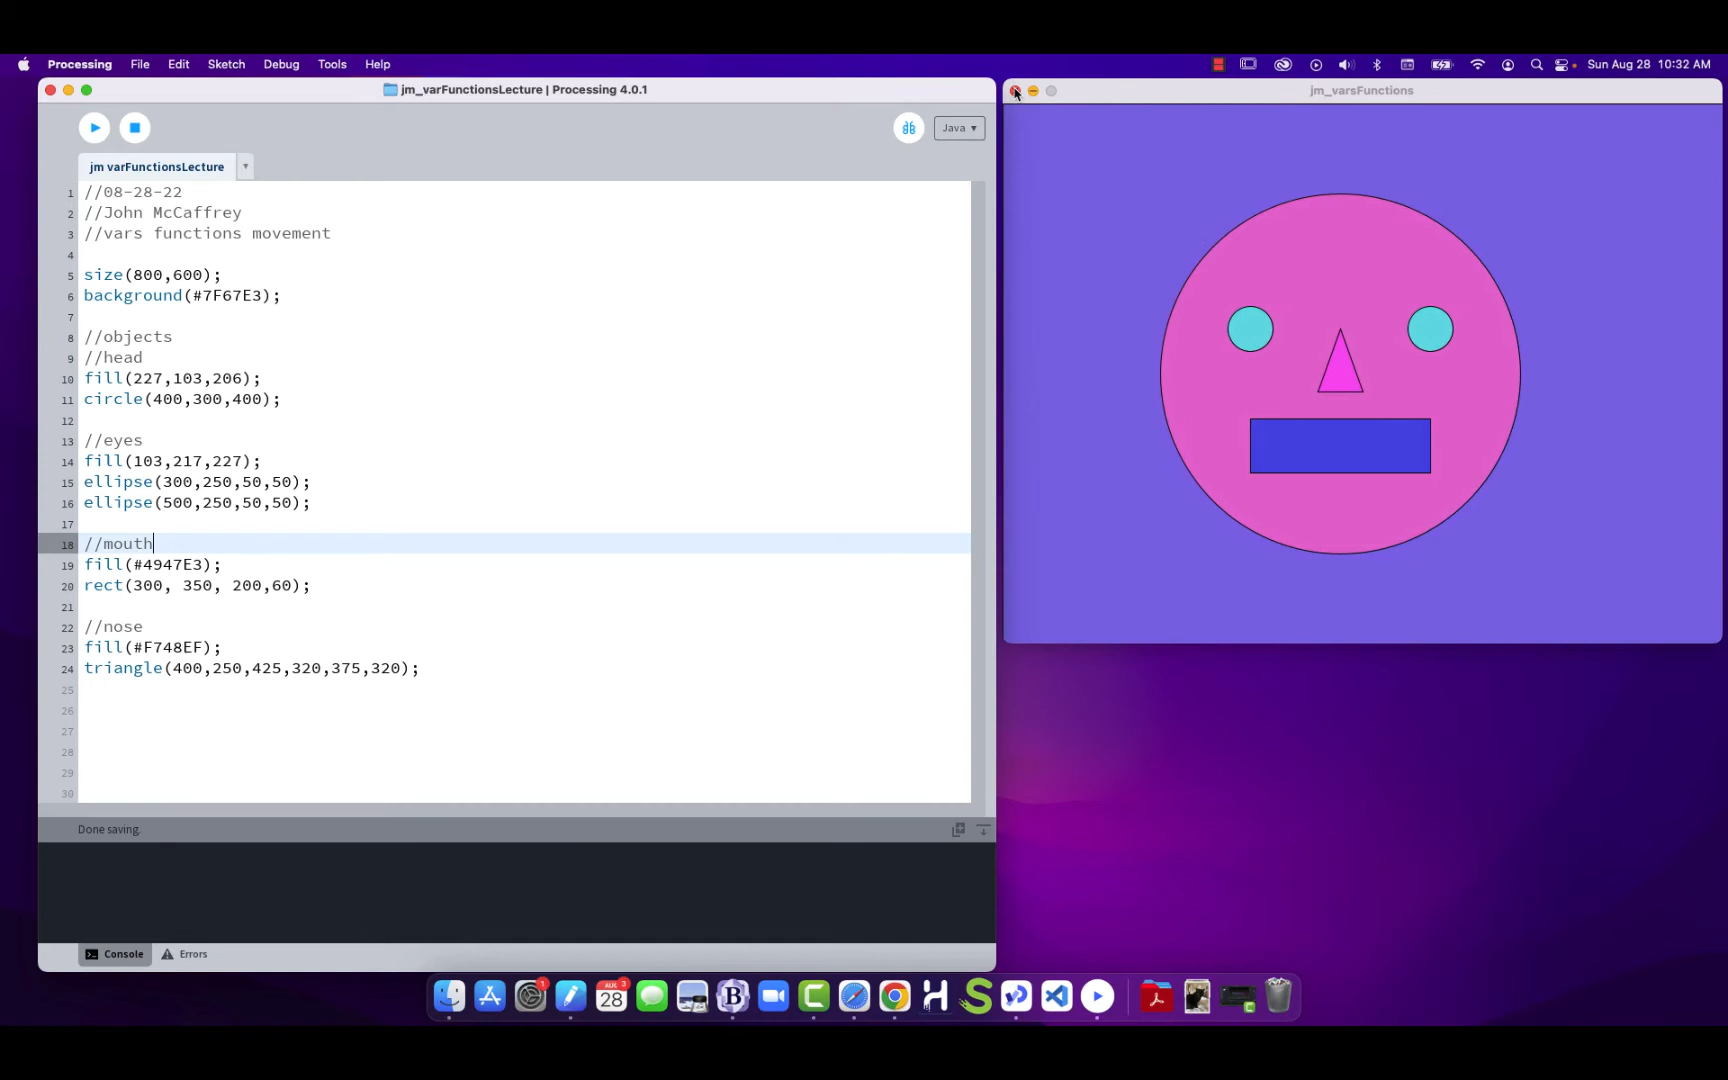 Processing File Edit Sketch Debug Tools Help Sun Aug 28 10:32 AM
jm_varFunctionsLecture | Processing 4.0.1
jm_varsFunctions
Java ▾
jm varFunctionsLecture ▾
1 //08-28-22
2 //John McCaffrey
3 //vars functions movement
4
5 size(800,600);
6 background(#7F67E3);
7
8 //objects
9 //head
10 fill(227,103,206);
11 circle(400,300,400);
12
13 //eyes
14 fill(103,217,227);
15 ellipse(300,250,50,50);
16 ellipse(500,250,50,50);
17
18 //mouth
19 fill(#4947E3);
20 rect(300, 350, 200,60);
21
22 //nose
23 fill(#F748EF);
24 triangle(400,250,425,320,375,320);
25
26
27
28
29
30
Done saving.
Console Errors
1
AUG 3
28